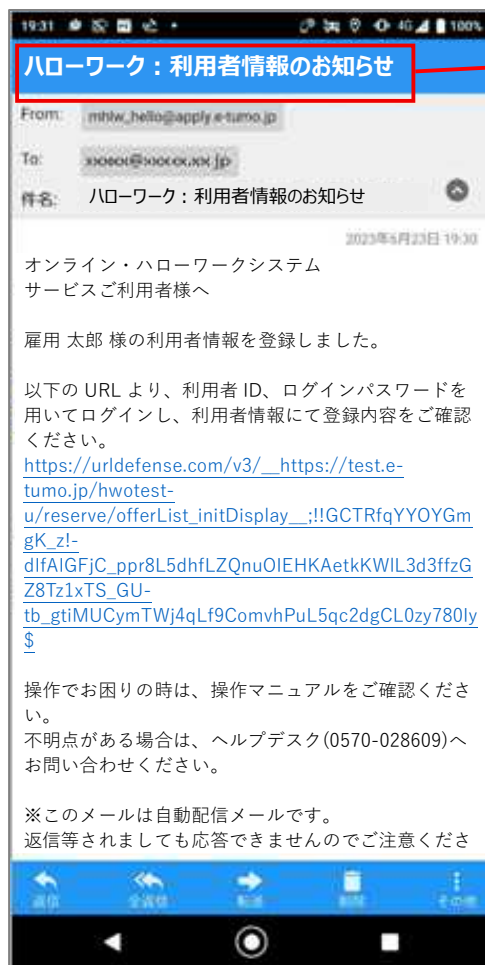 19:31
4G
100%
ハローワーク：利用者情報のお知らせ
From: mhlw_hello@apply.e-tumo.jp
To:
件名: ハローワーク：利用者情報のお知らせ
2023年6月23日 19:30
オンライン・ハローワークシステム
サービスご利用者様へ
雇用 太郎 様の利用者情報を登録しました。
以下の URL より、利用者 ID、ログインパスワードを
用いてログインし、利用者情報にて登録内容をご確認
ください。
https://urldefense.com/v3/__https://test.e-
tumo.jp/hwotest-
u/reserve/offerList_initDisplay__;!!GCTRfqYYOYGm
gK_z!-
dlfAlGFjC_ppr8L5dhfLZQnuOIEHKAetkKWlL3d3ffzG
Z8Tz1xTS_GU-
tb_gtiMUCymTWj4qLf9ComvhPuL5qc2dgCL0zy780Iy
$
操作でお困りの時は、操作マニュアルをご確認くださ
い。
不明点がある場合は、ヘルプデスク(0570-028609)へ
お問い合わせください。
※このメールは自動配信メールです。
返信等されましても応答できませんのでご注意くださ
返信
全返信
転送
削除
その他